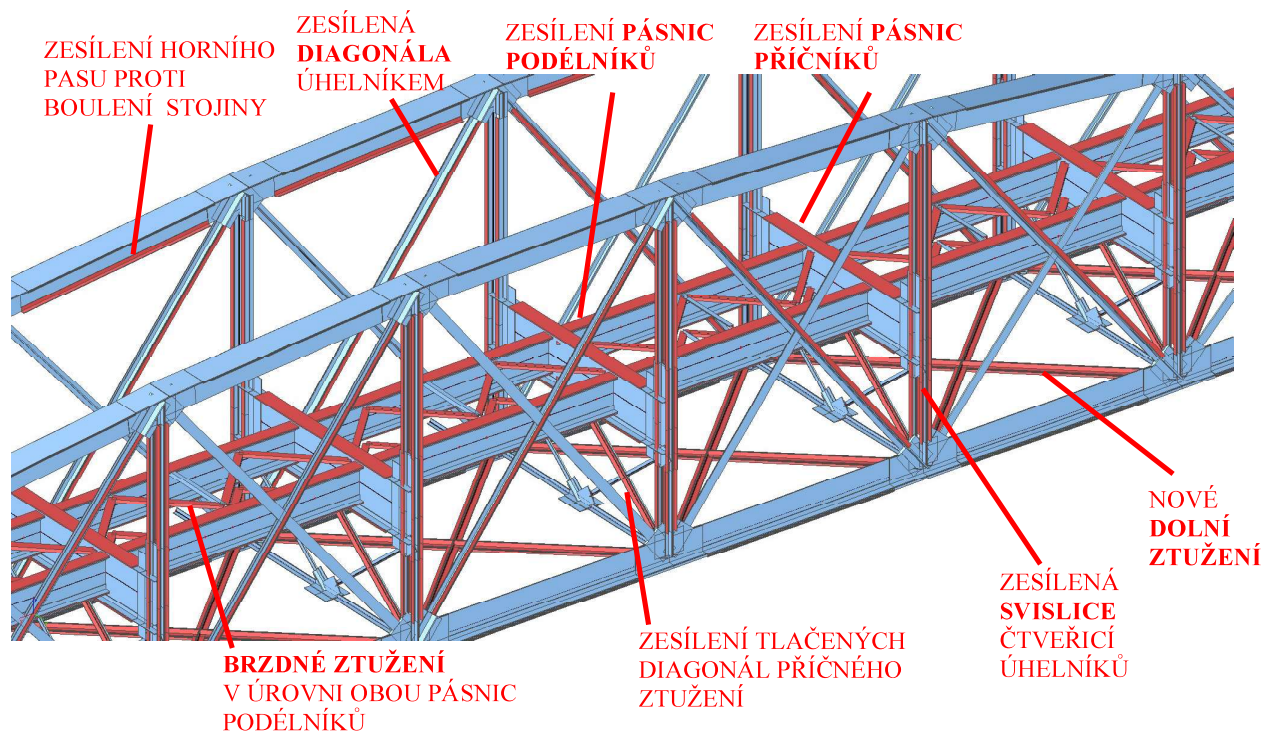 ZESÍLENÍ HORNÍHO
PASU PROTI
BOULENÍ STOJINY
ZESÍLENÁ
DIAGONÁLA
ÚHELNÍKEM
ZESÍLENÍ PÁSNIC
PODÉLNÍKŮ
ZESÍLENÍ PÁSNIC
PŘÍČNÍKŮ
NOVÉ
DOLNÍ
ZTUŽENÍ
ZESÍLENÁ
SVISLICE
ČTVEŘICÍ
ÚHELNÍKŮ
ZESÍLENÍ TLAČENÝCH
DIAGONÁL PŘÍČNÉHO
ZTUŽENÍ
BRZDNÉ ZTUŽENÍ
V ÚROVNI OBOU PÁSNIC
PODÉLNÍKŮ